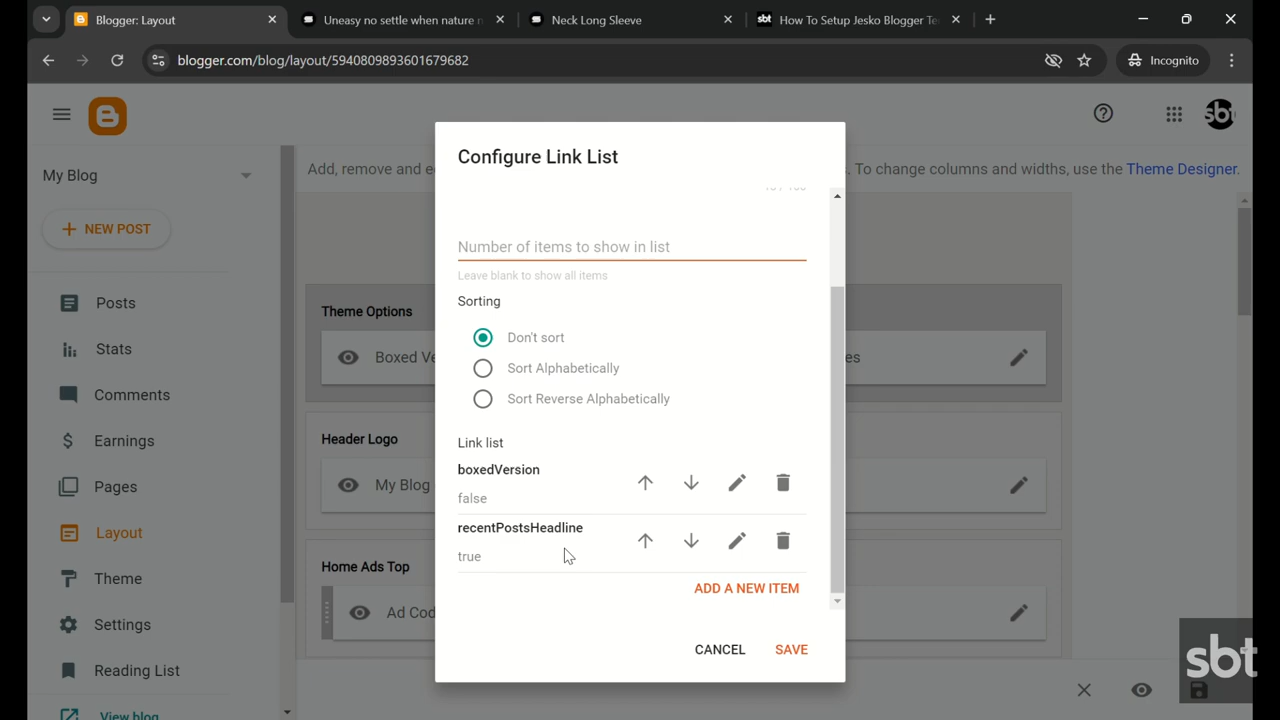 Blogger: Layout
Uneasy no settle when nature n
Neck Long Sleeve
sbt
How To Setup Jesko Blogger Te
blogger.com/blog/layout/5940809893601679682
Incognito
sbt
My Blog
Add, remove and e
. To change columns and widths, use the Theme Designer.
NEW POST
Posts
Stats
Comments
Earnings
Pages
Layout
Theme
Settings
Reading List
View blog
Theme Options
Boxed Ve
es
Header Logo
My Blog
Home Ads Top
Ad Cod
Configure Link List
Number of items to show in list
Leave blank to show all items
Sorting
Don't sort
Sort Alphabetically
Sort Reverse Alphabetically
Link list
boxedVersion
false
recentPostsHeadline
true
ADD A NEW ITEM
CANCEL
SAVE
sbt